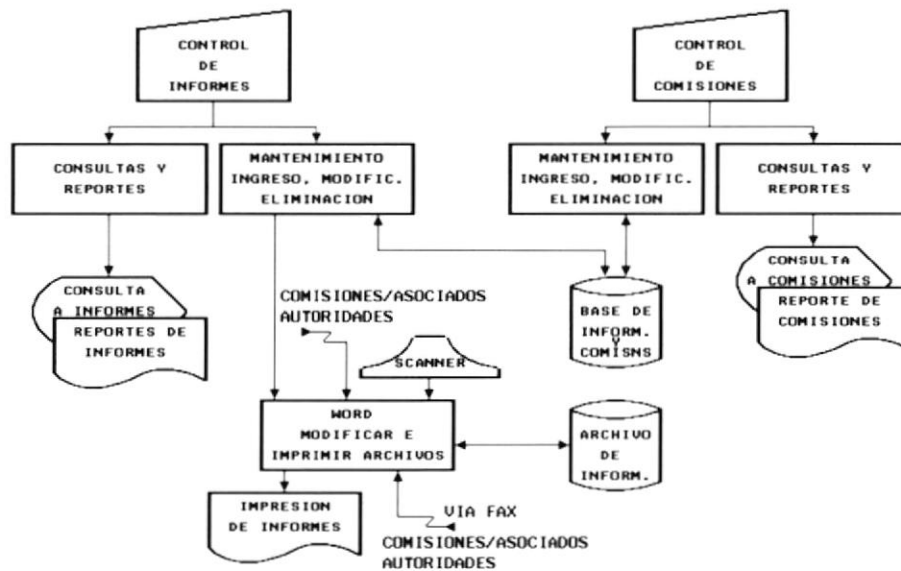 CONTROL
DE
INFORMES
CONTROL
DE
COMISIONES
CONSULTAS Y
REPORTES
MANTENIMIENTO
INGRESO, MODIFIC.
ELIMINACION
MANTENIMIENTO
INGRESO, MODIFIC.
ELIMINACION
CONSULTAS Y
REPORTES
CONSULTA
A INFORMES
REPORTES DE
INFORMES
COMISIONES/ASOCIADOS
AUTORIDADES
SCANNER
BASE DE
INFORM.
Y
COMISNS
CONSULTA
A COMISIONES
REPORTE DE
COMISIONES
WORD
MODIFICAR E
IMPRIMIR ARCHIVOS
ARCHIVO
DE
INFORM.
IMPRESION
DE INFORMES
VIA FAX
COMISIONES/ASOCIADOS
AUTORIDADES